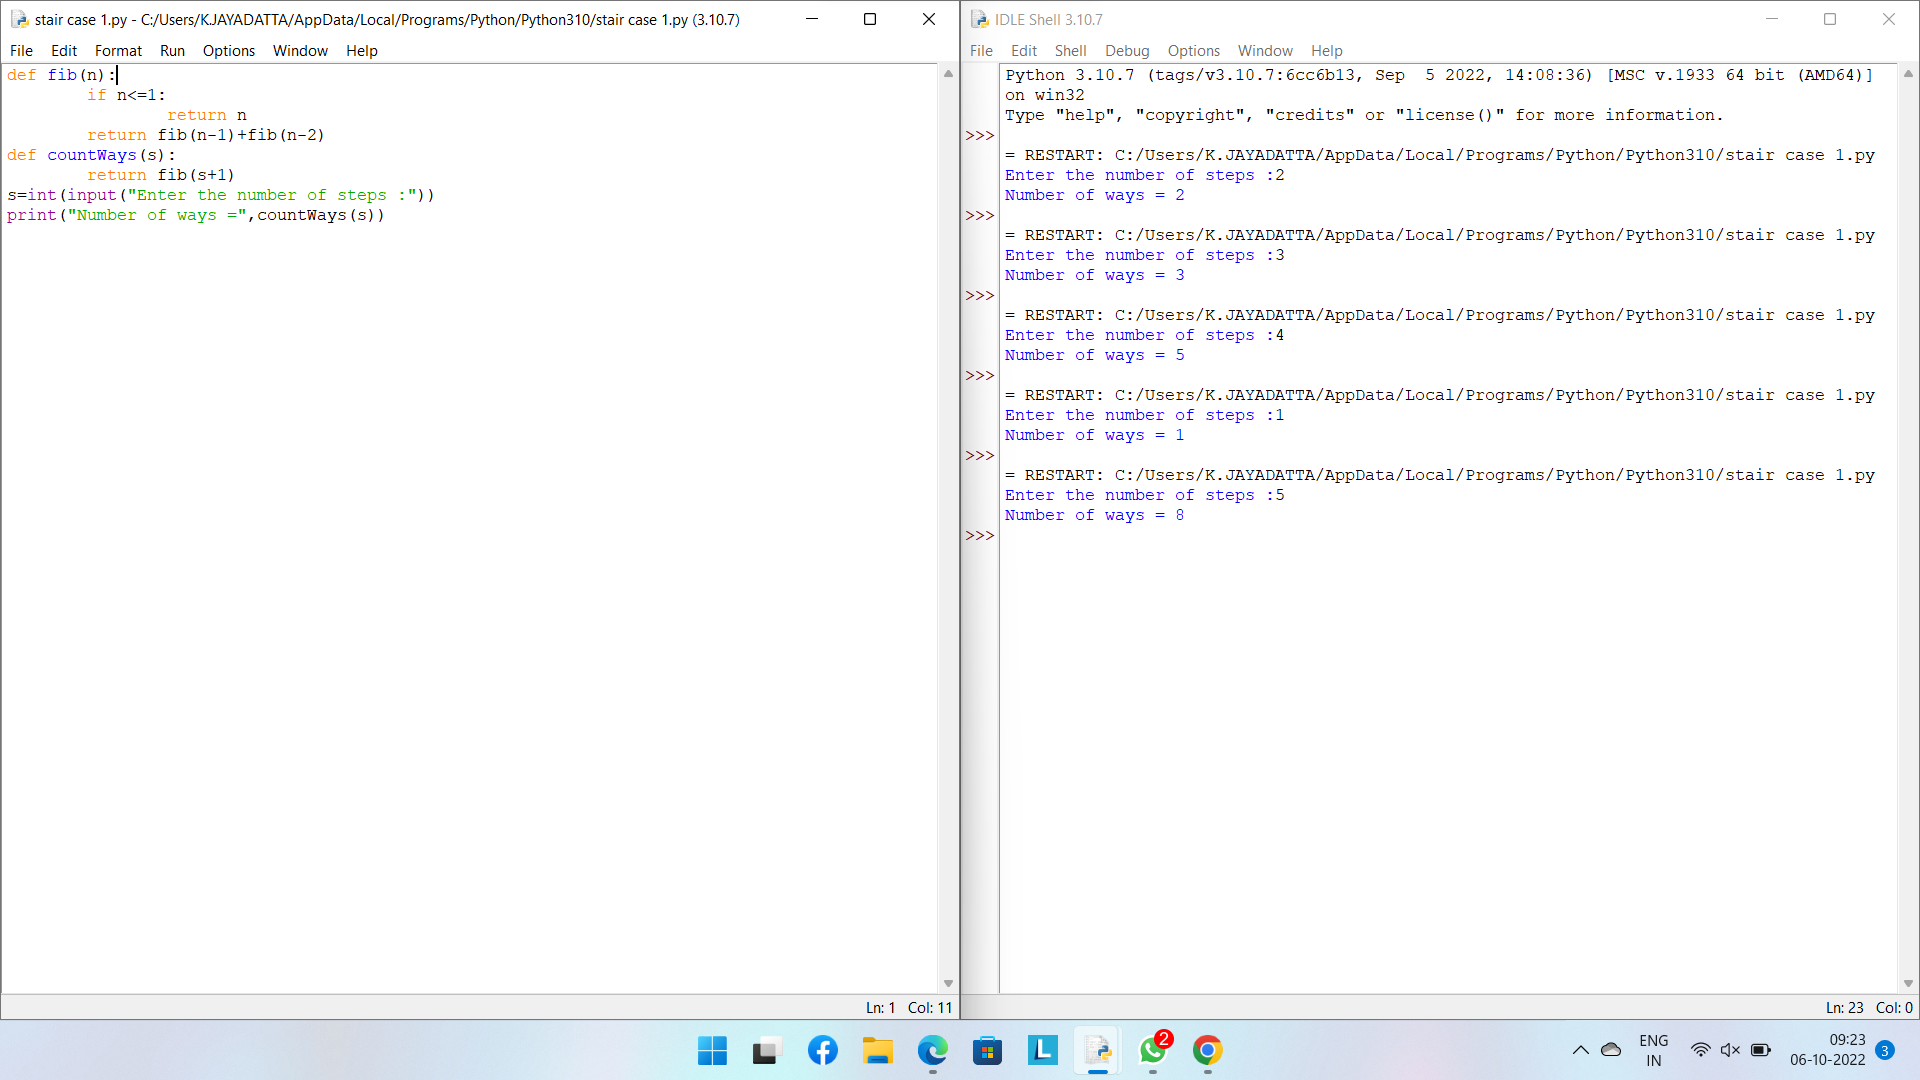 stair case 1.py - C:/Users/K.JAYADATTA/AppData/Local/Programs/Python/Python310/stair case 1.py (3.10.7)
File Edit Format Run Options Window Help
def fib(n):
        if n<=1:
                return n
        return fib(n-1)+fib(n-2)
def countWays(s):
        return fib(s+1)
s=int(input("Enter the number of steps :"))
print("Number of ways =",countWays(s))
Ln: 1 Col: 11
IDLE Shell 3.10.7
File Edit Shell Debug Options Window Help
Python 3.10.7 (tags/v3.10.7:6cc6b13, Sep  5 2022, 14:08:36) [MSC v.1933 64 bit (AMD64)]
on win32
Type "help", "copyright", "credits" or "license()" for more information.
>>>
= RESTART: C:/Users/K.JAYADATTA/AppData/Local/Programs/Python/Python310/stair case 1.py
Enter the number of steps :2
Number of ways = 2
>>>
= RESTART: C:/Users/K.JAYADATTA/AppData/Local/Programs/Python/Python310/stair case 1.py
Enter the number of steps :3
Number of ways = 3
>>>
= RESTART: C:/Users/K.JAYADATTA/AppData/Local/Programs/Python/Python310/stair case 1.py
Enter the number of steps :4
Number of ways = 5
>>>
= RESTART: C:/Users/K.JAYADATTA/AppData/Local/Programs/Python/Python310/stair case 1.py
Enter the number of steps :1
Number of ways = 1
>>>
= RESTART: C:/Users/K.JAYADATTA/AppData/Local/Programs/Python/Python310/stair case 1.py
Enter the number of steps :5
Number of ways = 8
>>>
Ln: 23 Col: 0
L
2
ENG
IN
09:23
06-10-2022
3